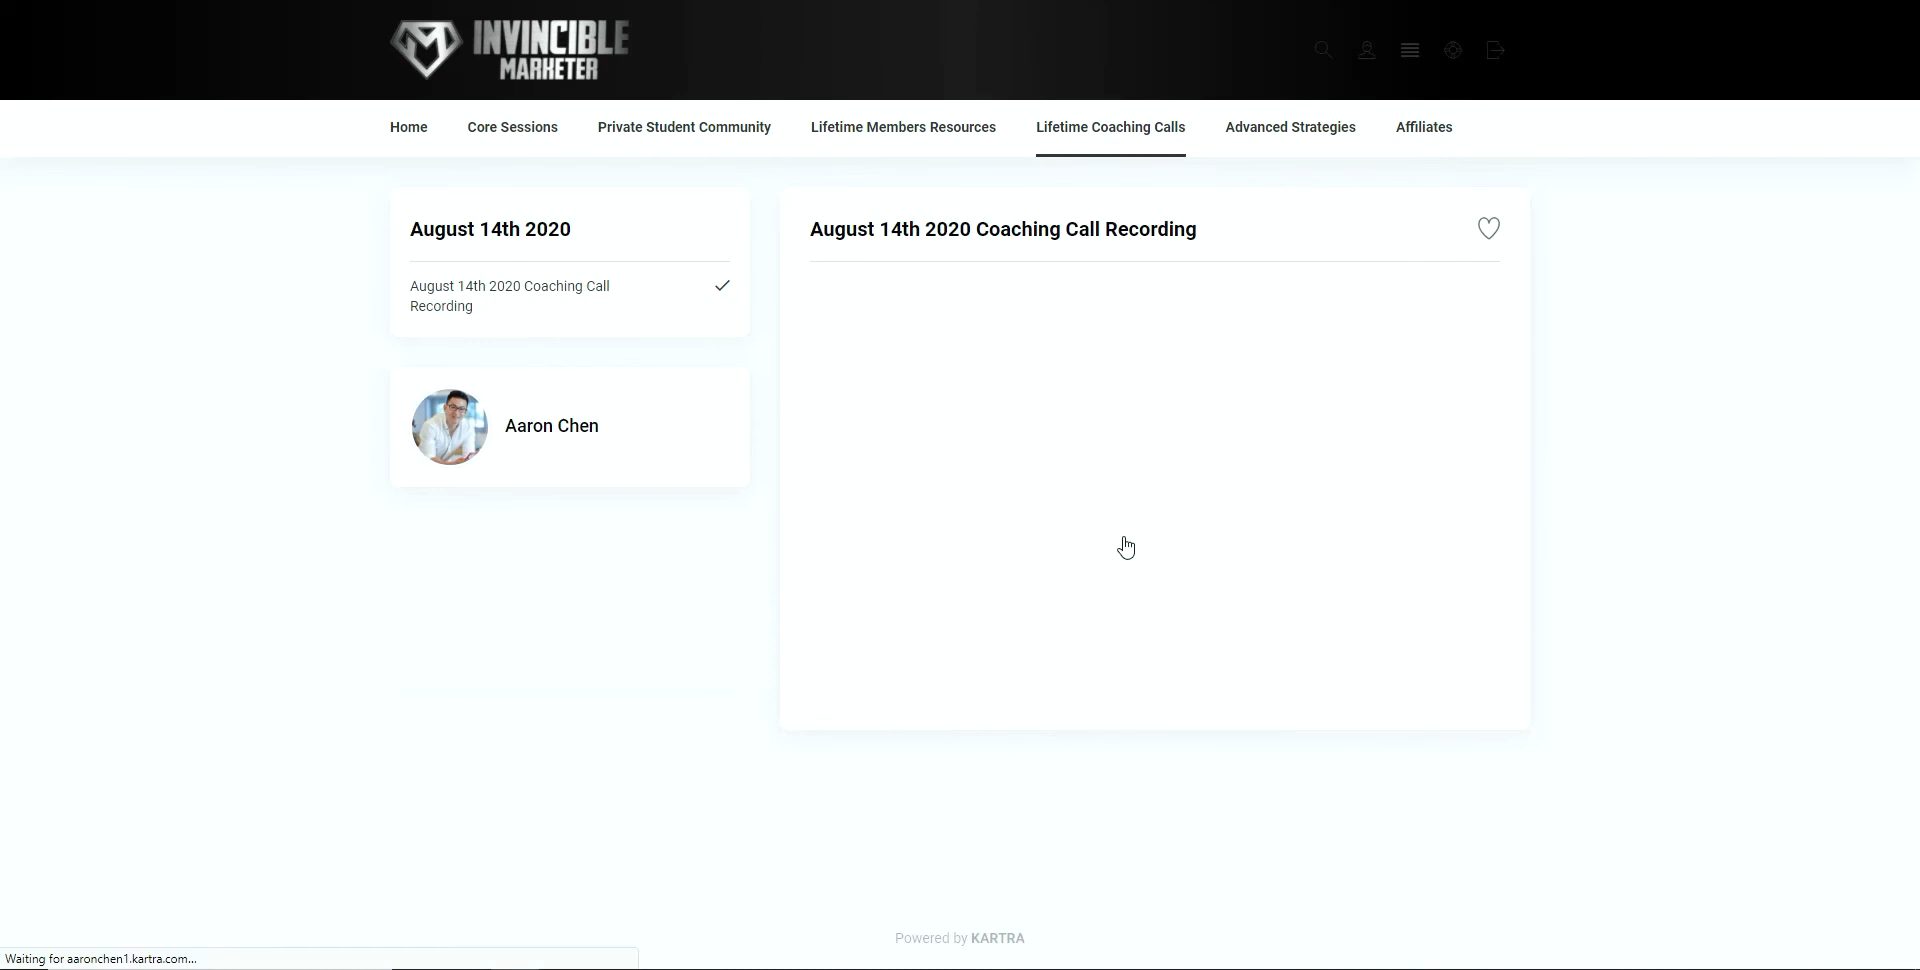 INVINCIBLE
MARKETER
Home
Core Sessions
Private Student Community
Lifetime Members Resources
Lifetime Coaching Calls
Advanced Strategies
Affiliates
August 14th 2020
August 14th 2020 Coaching Call
Recording
Aaron Chen
August 14th 2020 Coaching Call Recording
Powered by KARTRA
Waiting for aaronchen1.kartra.com...